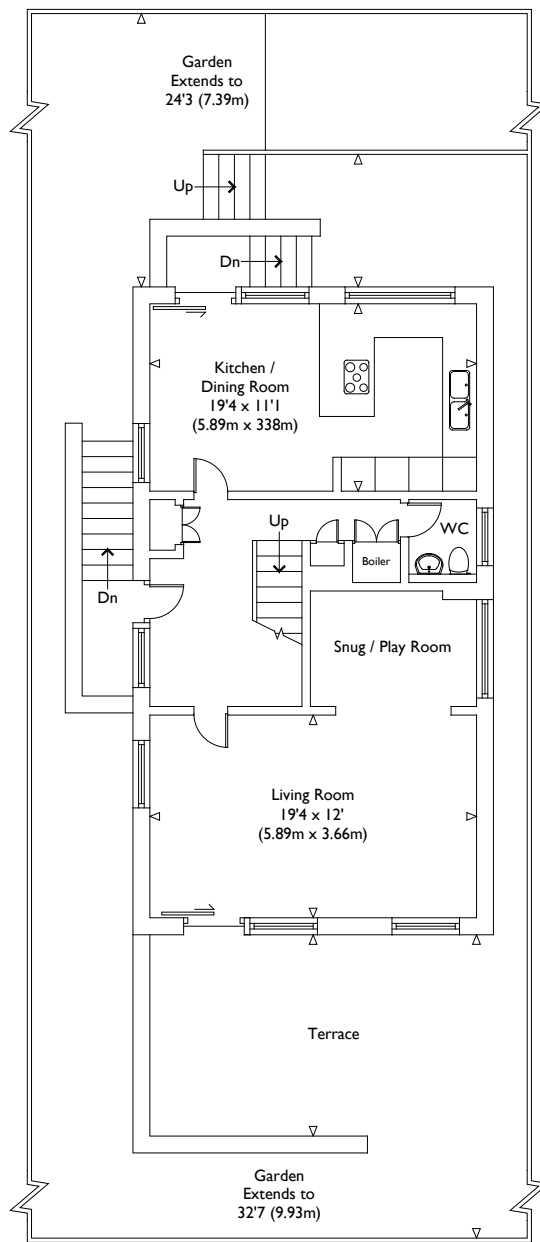 Garden
Extends to
24'3 (7.39m)
Up
Dn
Kitchen /
Dining Room
19'4 x 11'1
(5.89m x 338m)
Up
WC
Boiler
Dn
Snug / Play Room
Living Room
19'4 x 12'
(5.89m x 3.66m)
Terrace
Garden
Extends to
32'7 (9.93m)